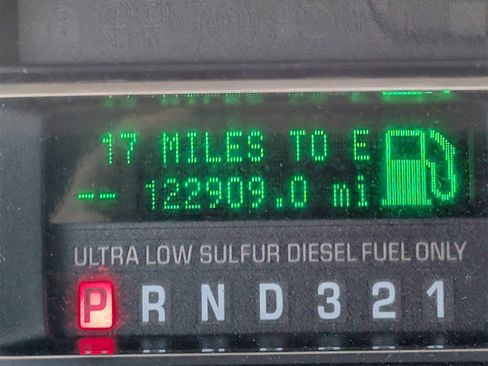 17 MILES TO E
-- 122909.0 mi
ULTRA LOW SULFUR DIESEL FUEL ONLY
P R N D 3 2 1